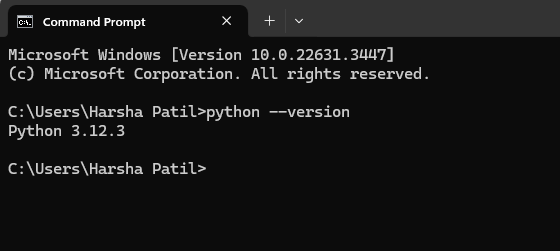 Command Prompt
Microsoft Windows [Version 10.0.22631.3447]
(c) Microsoft Corporation. All rights reserved.
C:\Users\Harsha Patil>python --version
Python 3.12.3
C:\Users\Harsha Patil>